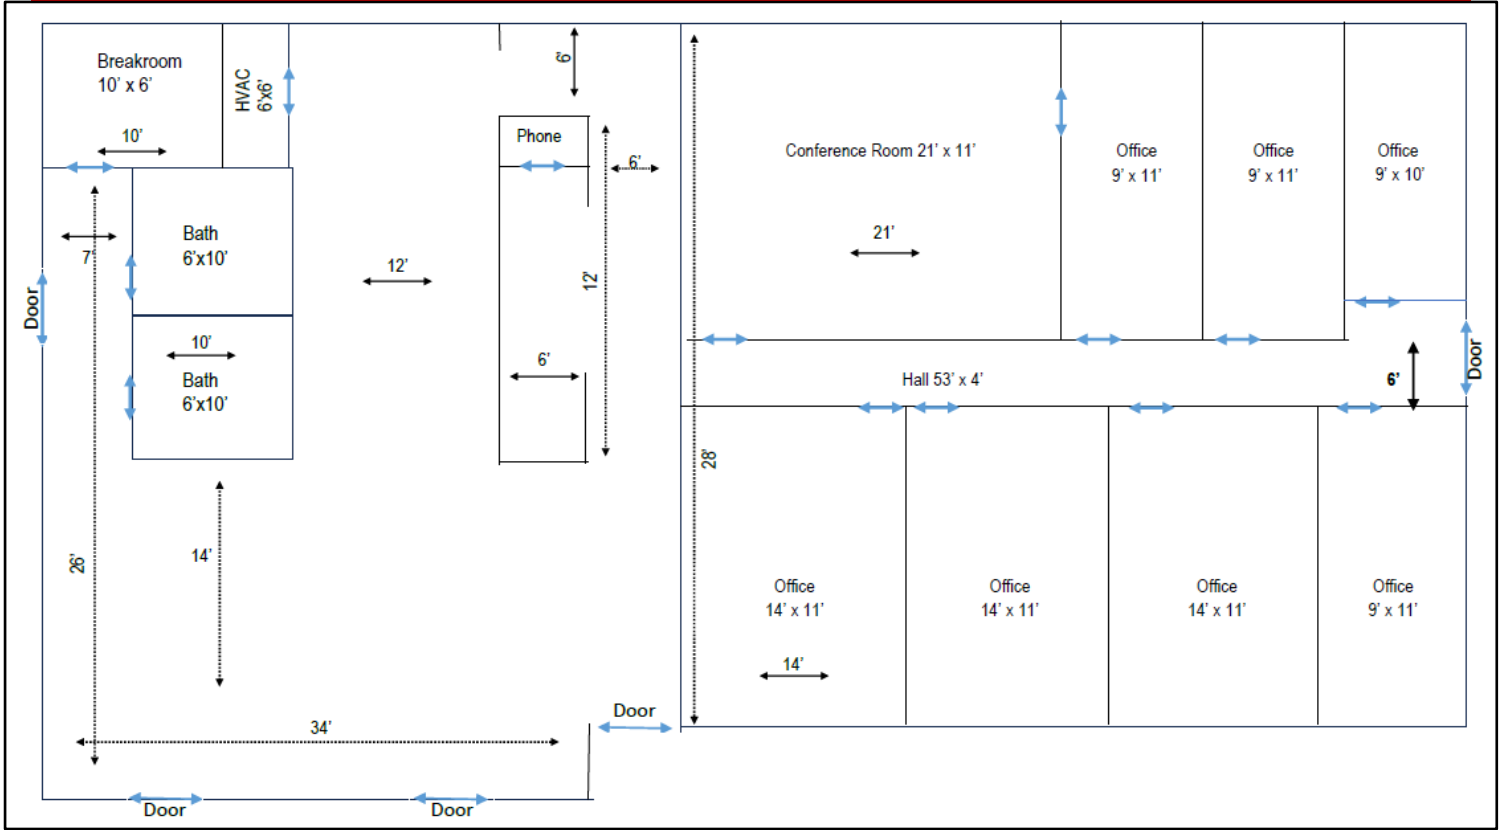 Breakroom
10’ x 6’
HVAC
6’x6’
6’
10’
Phone
6’
Conference Room 21’ x 11’
Office
9’ x 11’
Office
9’ x 11’
Office
9’ x 10’
Bath
6’x10’
7’
12’
21’
12’
Door
10’
Bath
6’x10’
6’
Hall 53’ x 4’
6’
Door
28’
14’
26’
Office
14’ x 11’
Office
14’ x 11’
Office
14’ x 11’
Office
9’ x 11’
14’
34’
Door
Door
Door